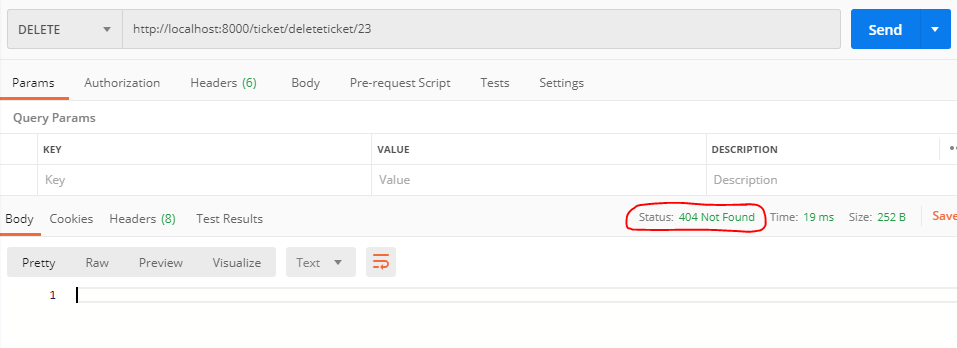 DELETE http://localhost:8000/ticket/deleteticket/23 Send
Params Authorization Headers (6) Body Pre-request Script Tests Settings
Query Params
KEY VALUE DESCRIPTION
Key Value Description
Body Cookies Headers (8) Test Results Status: 404 Not Found Time: 19 ms Size: 252 B Save
Pretty Raw Preview Visualize Text
1